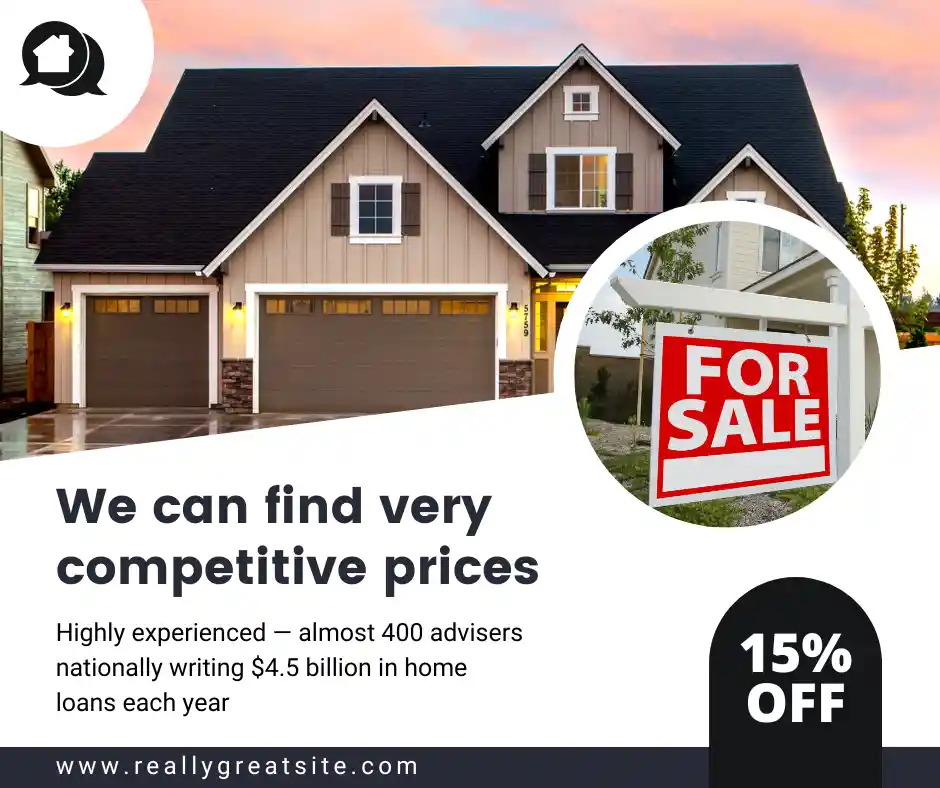 5759
FOR
SALE
We can find very
competitive prices
Highly experienced — almost 400 advisers
nationally writing $4.5 billion in home
loans each year
15%
OFF
www.reallygreatsite.com